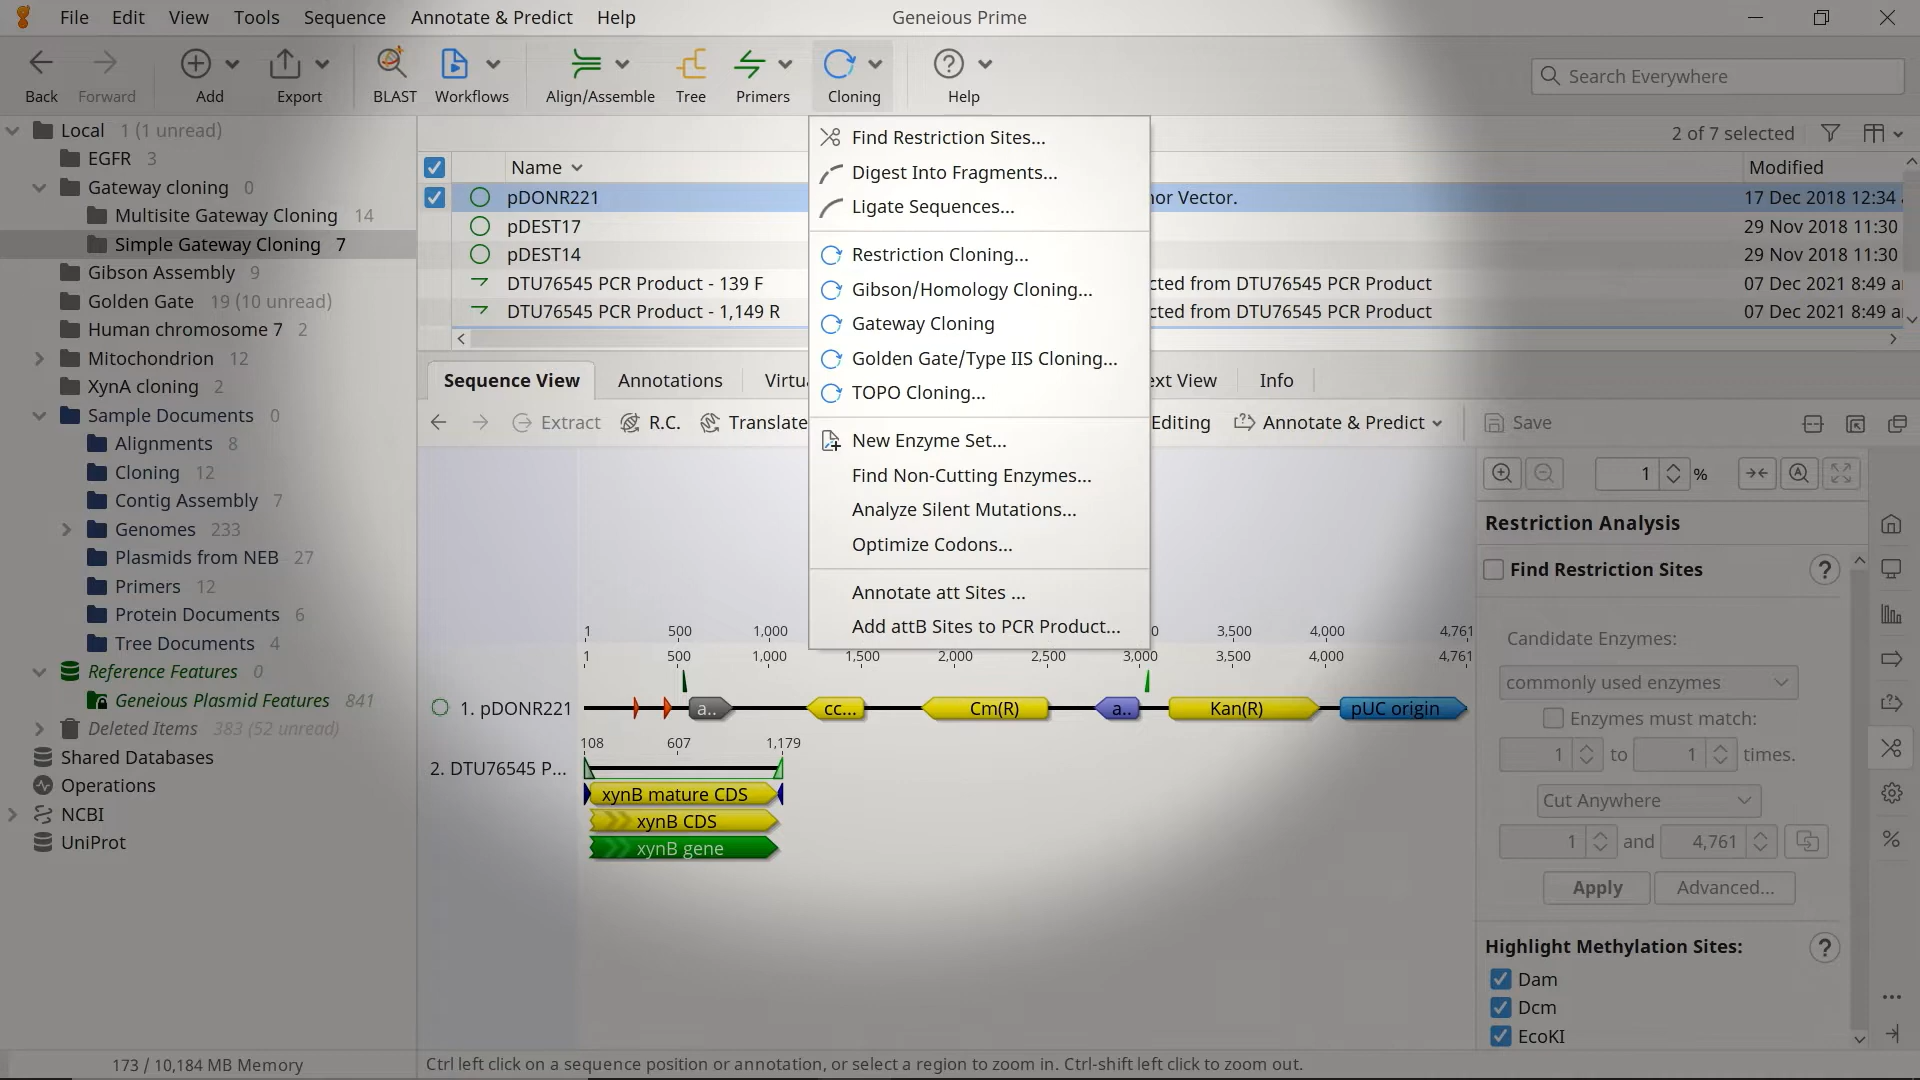 File Edit View Tools Sequence Annotate & Predict Help Geneious Prime
Back Forward Add Export BLAST Workflows Align/Assemble Tree Primers Cloning Help Search Everywhere
Local 1 (1 unread)
EGFR 3
Gateway cloning 0
Multisite Gateway Cloning 14
Simple Gateway Cloning 7
Gibson Assembly 9
Golden Gate 19 (10 unread)
Human chromosome 7 2
Mitochondrion 12
XynA cloning 2
Sample Documents 0
Alignments 8
Cloning 12
Contig Assembly 7
Genomes 233
Plasmids from NEB 27
Primers 12
Protein Documents 6
Tree Documents 4
Reference Features 0
Geneious Plasmid Features 841
Deleted Items 383 (52 unread)
Shared Databases
Operations
NCBI
UniProt
2 of 7 selected
Name Modified
pDONR221 nor Vector. 17 Dec 2018 12:34
pDEST17 29 Nov 2018 11:30
pDEST14 29 Nov 2018 11:30
DTU76545 PCR Product - 139 F cted from DTU76545 PCR Product 07 Dec 2021 8:49 a
DTU76545 PCR Product - 1,149 R cted from DTU76545 PCR Product 07 Dec 2021 8:49 a
Find Restriction Sites...
Digest Into Fragments...
Ligate Sequences...
Restriction Cloning...
Gibson/Homology Cloning...
Gateway Cloning
Golden Gate/Type IIS Cloning...
TOPO Cloning...
New Enzyme Set...
Find Non-Cutting Enzymes...
Analyze Silent Mutations...
Optimize Codons...
Annotate att Sites ...
Add attB Sites to PCR Product...
Sequence View Annotations Virtu ext View Info
Extract R.C. Translate Editing Annotate & Predict Save
1 500 1,000 0 3,500 4,000 4,761
1 500 1,000 1,500 2,000 2,500 3,000 3,500 4,000 4,761
1. pDONR221 a.. cc... Cm(R) a.. Kan(R) pUC origin
108 607 1,179
2. DTU76545 P...
xynB mature CDS
xynB CDS
xynB gene
1 %
Restriction Analysis
Find Restriction Sites ?
Candidate Enzymes:
commonly used enzymes
Enzymes must match:
1 to 1 times.
Cut Anywhere
1 and 4,761
Apply Advanced...
Highlight Methylation Sites: ?
Dam
Dcm
EcoKI
173 / 10,184 MB Memory Ctrl left click on a sequence position or annotation, or select a region to zoom in. Ctrl-shift left click to zoom out.